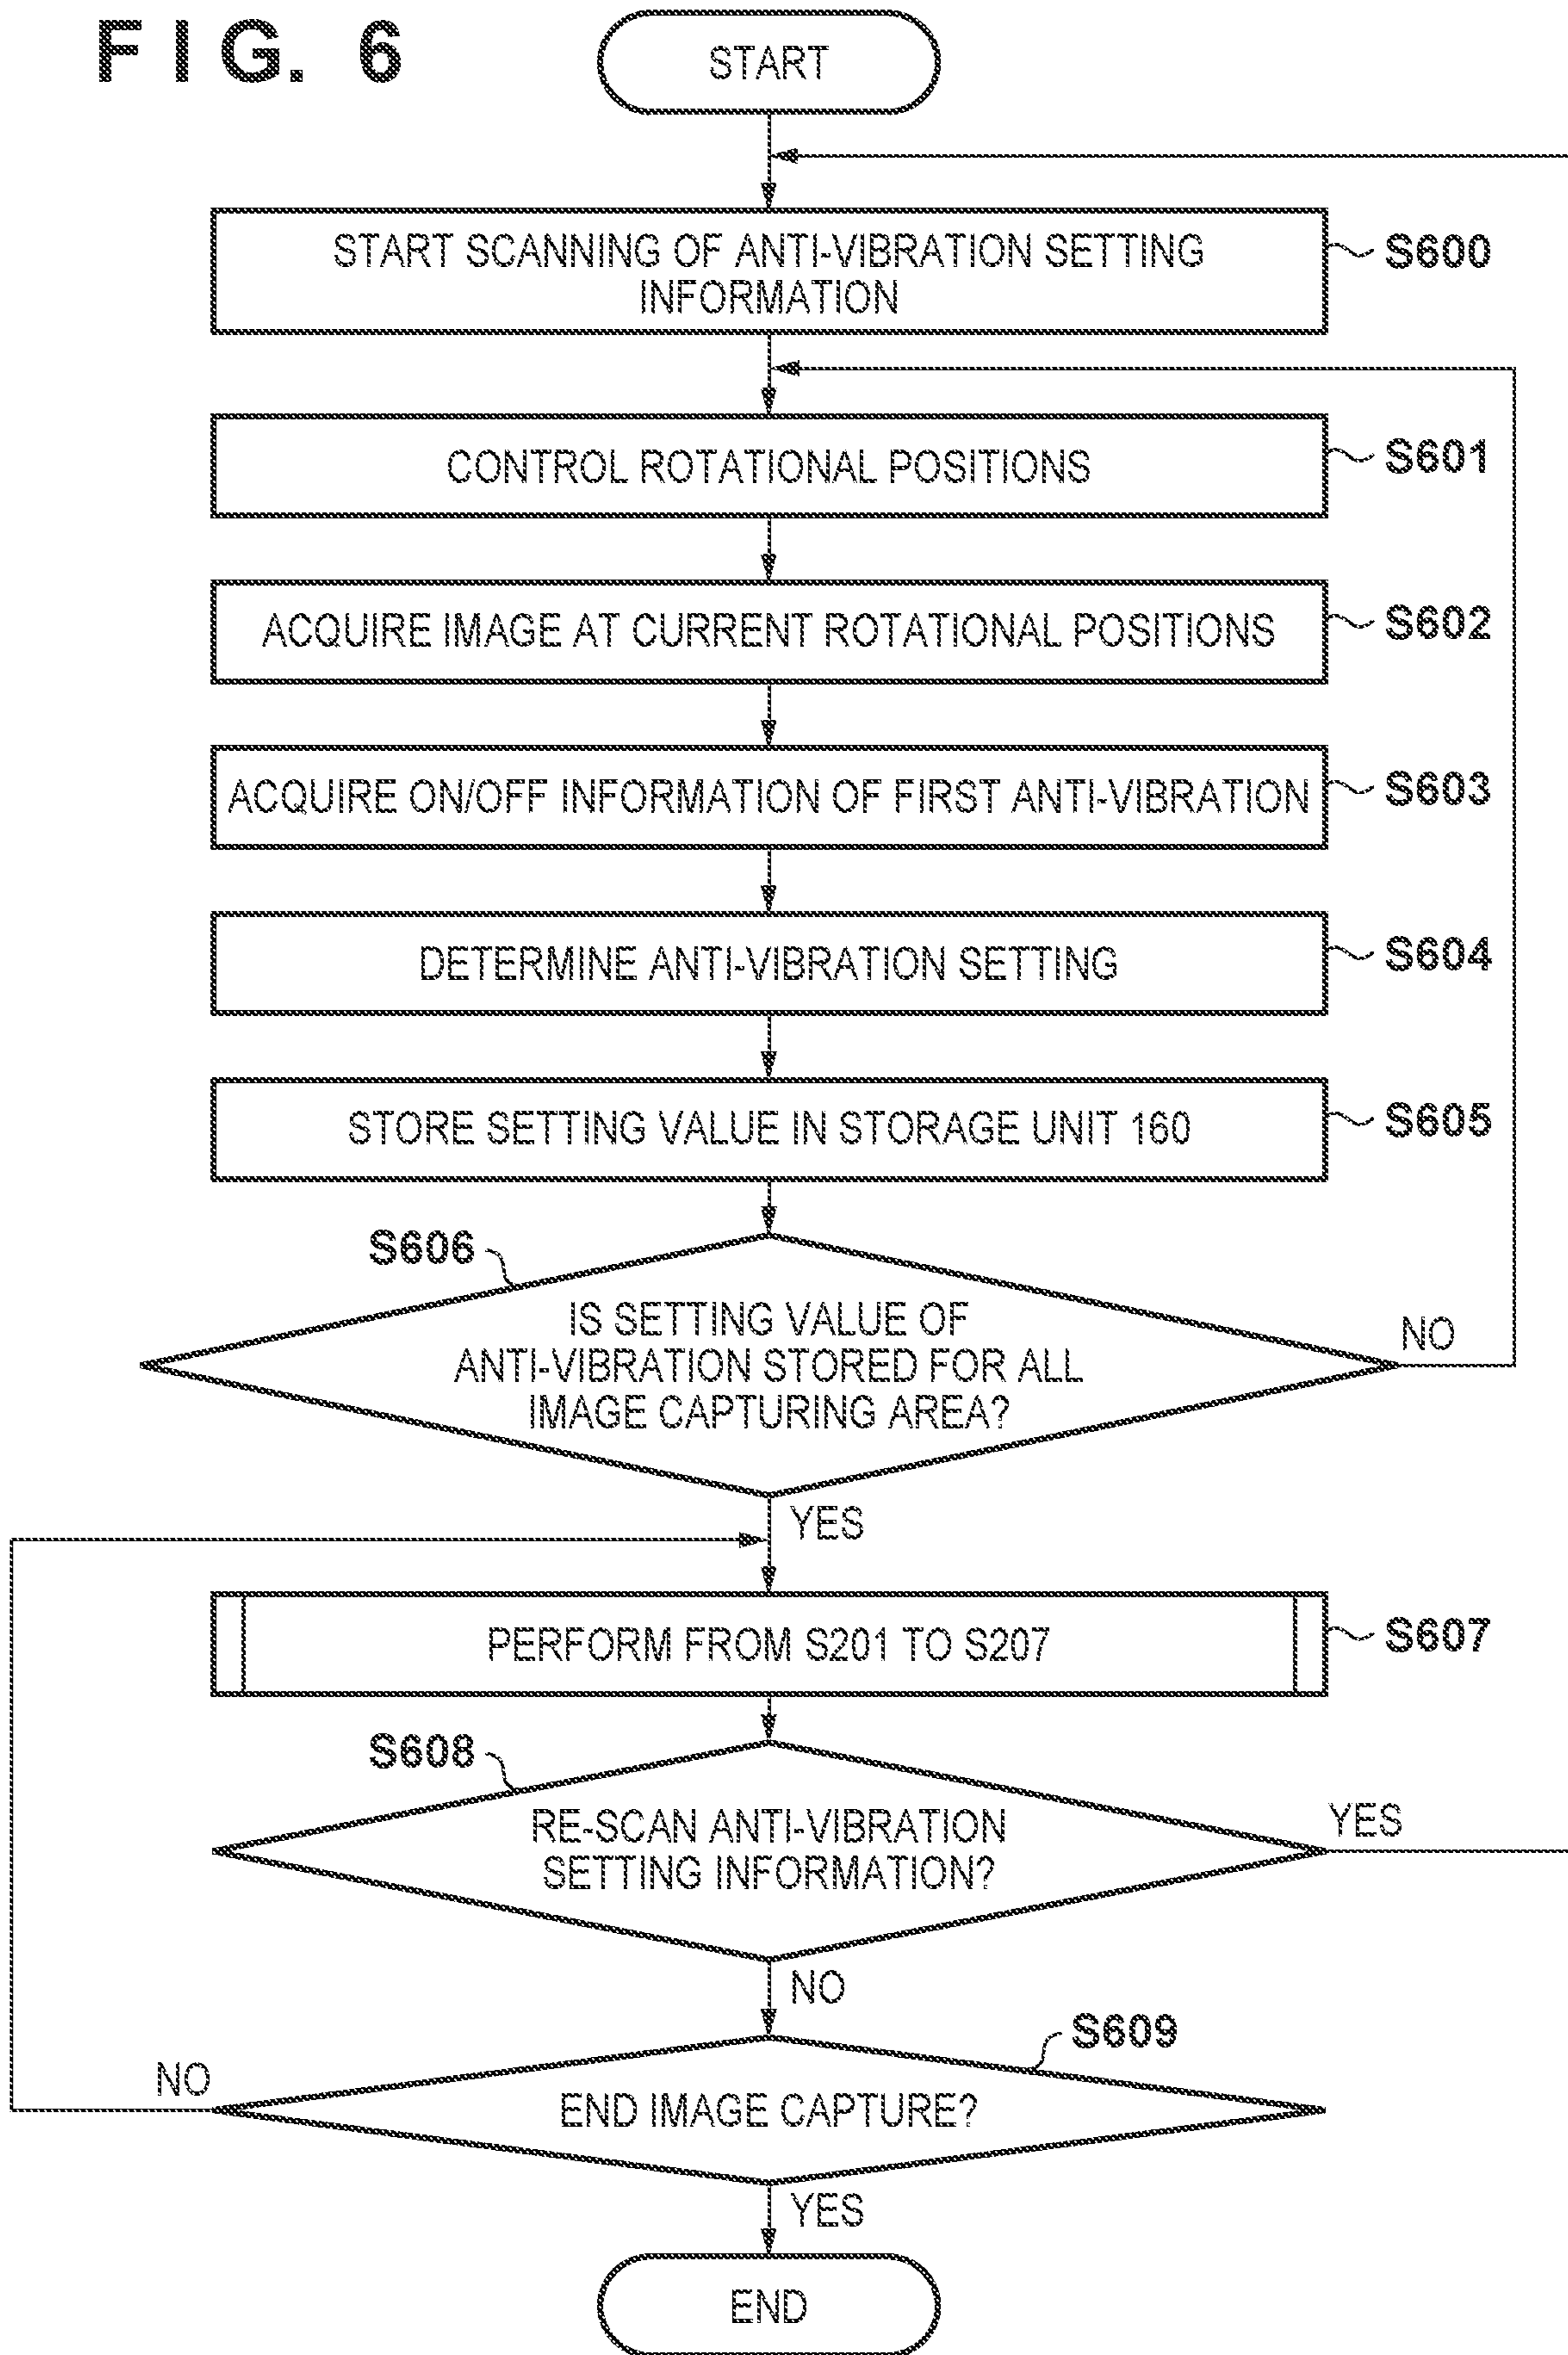 FIG. 6
START
START SCANNING OF ANTI-VIBRATION SETTING
INFORMATION
S600
CONTROL ROTATIONAL POSITIONS
S601
ACQUIRE IMAGE AT CURRENT ROTATIONAL POSITIONS
S602
ACQUIRE ON/OFF INFORMATION OF FIRST ANTI-VIBRATION
S603
DETERMINE ANTI-VIBRATION SETTING
S604
STORE SETTING VALUE IN STORAGE UNIT 160
S605
S606
IS SETTING VALUE OF
ANTI-VIBRATION STORED FOR ALL
IMAGE CAPTURING AREA?
NO
YES
PERFORM FROM S201 TO S207
S607
S608
RE-SCAN ANTI-VIBRATION
SETTING INFORMATION?
YES
NO
S609
END IMAGE CAPTURE?
NO
YES
END